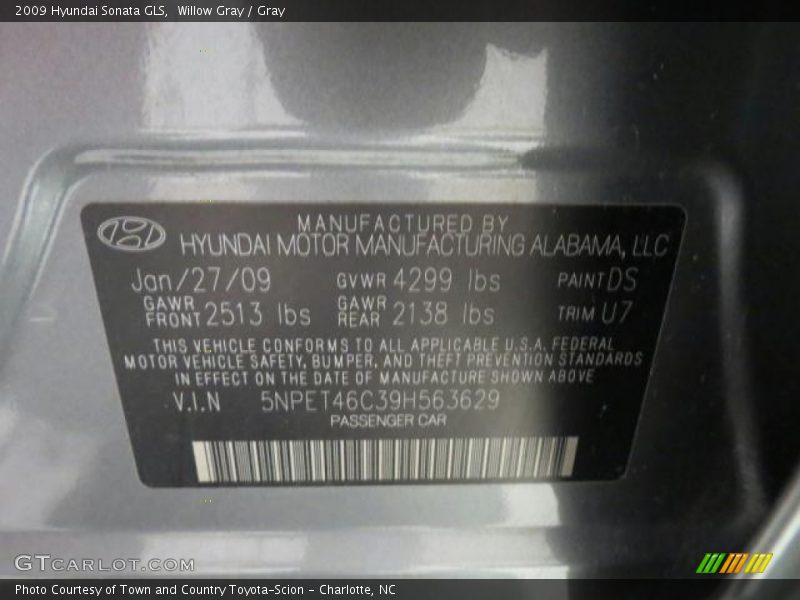 2009 Hyundai Sonata GLS,  Willow Gray / Gray
MANUFACTURED BY
HYUNDAI MOTOR MANUFACTURING ALABAMA, LLC
Jan/27/09 GVWR 4299 lbs PAINT DS
GAWR FRONT 2513 lbs GAWR REAR 2138 lbs TRIM U7
THIS VEHICLE CONFORMS TO ALL APPLICABLE U.S.A. FEDERAL
MOTOR VEHICLE SAFETY, BUMPER, AND THEFT PREVENTION STANDARDS
IN EFFECT ON THE DATE OF MANUFACTURE SHOWN ABOVE
V.I.N 5NPET46C39H563629
PASSENGER CAR
GTCARLOT.COM
Photo Courtesy of Town and Country Toyota-Scion - Charlotte, NC